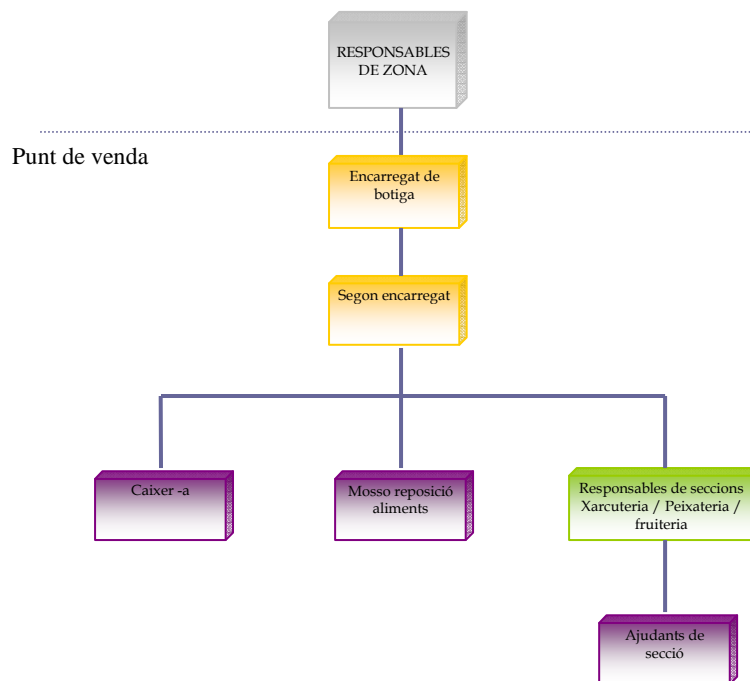 RESPONSABLES
DE ZONA
Punt de venda
Encarregat de
botiga
Segon encarregat
Caixer -a
Mosso reposició
aliments
Responsables de seccions
Xarcuteria / Peixateria /
fruiteria
Ajudants de
secció